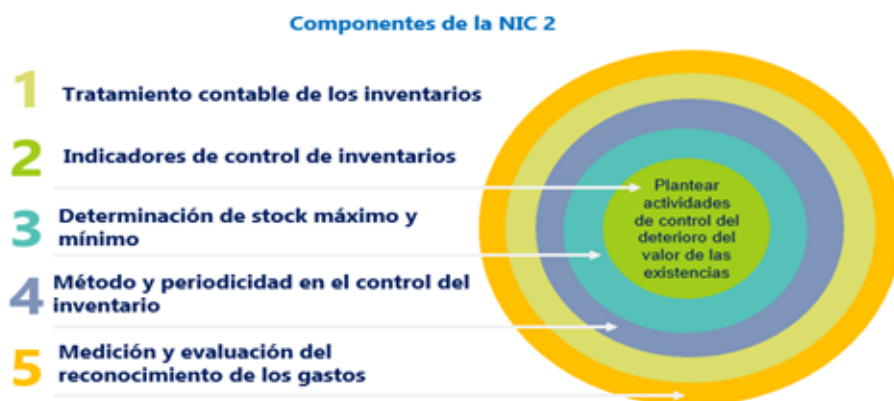 Componentes de la NIC 2
1 Tratamiento contable de los inventarios
2 Indicadores de control de inventarios
3 Determinación de stock máximo y
mínimo
4 Método y periodicidad en el control del
inventario
5 Medición y evaluación del
reconocimiento de los gastos
Plantear
actividades
de control del
deterioro del
valor de las
existencias